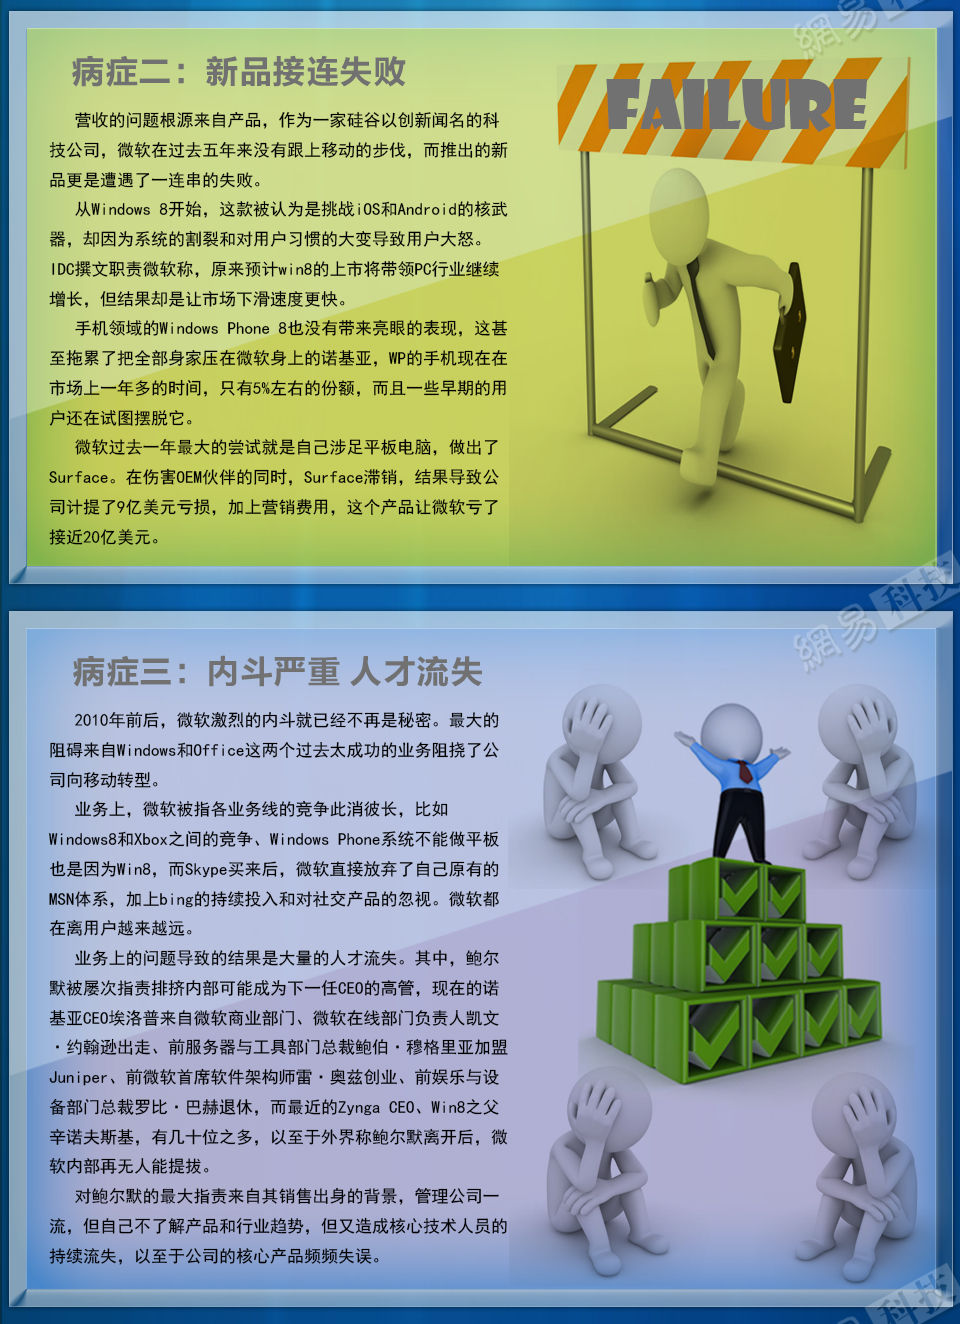 網易科技
病症二：新品接连失败
FAILURE
营收的问题根源来自产品，作为一家硅谷以创新闻名的科
技公司，微软在过去五年来没有跟上移动的步伐，而推出的新
品更是遭遇了一连串的失败。
从Windows 8开始，这款被认为是挑战iOS和Android的核武
器，却因为系统的割裂和对用户习惯的大变导致用户大怒。
IDC撰文职责微软称，原来预计win8的上市将带领PC行业继续
增长，但结果却是让市场下滑速度更快。
手机领域的Windows Phone 8也没有带来亮眼的表现，这甚
至拖累了把全部身家压在微软身上的诺基亚，WP的手机现在在
市场上一年多的时间，只有5%左右的份额，而且一些早期的用
户还在试图摆脱它。
微软过去一年最大的尝试就是自己涉足平板电脑，做出了
Surface。在伤害OEM伙伴的同时，Surface滞销，结果导致公
司计提了9亿美元亏损，加上营销费用，这个产品让微软亏了
接近20亿美元。
網易科技
病症三：内斗严重 人才流失
2010年前后，微软激烈的内斗就已经不再是秘密。最大的
阻碍来自Windows和Office这两个过去太成功的业务阻挠了公
司向移动转型。
业务上，微软被指各业务线的竞争此消彼长，比如
Windows8和Xbox之间的竞争、Windows Phone系统不能做平板
也是因为Win8，而Skype买来后，微软直接放弃了自己原有的
MSN体系，加上bing的持续投入和对社交产品的忽视。微软都
在离用户越来越远。
业务上的问题导致的结果是大量的人才流失。其中，鲍尔
默被屡次指责排挤内部可能成为下一任CEO的高管，现在的诺
基亚CEO埃洛普来自微软商业部门、微软在线部门负责人凯文
·约翰逊出走、前服务器与工具部门总裁鲍伯·穆格里亚加盟
Juniper、前微软首席软件架构师雷·奥兹创业、前娱乐与设
备部门总裁罗比·巴赫退休，而最近的Zynga CEO、Win8之父
辛诺夫斯基，有几十位之多，以至于外界称鲍尔默离开后，微
软内部再无人能提拔。
对鲍尔默的最大指责来自其销售出身的背景，管理公司一
流，但自己不了解产品和行业趋势，但又造成核心技术人员的
持续流失，以至于公司的核心产品频频失误。
科技